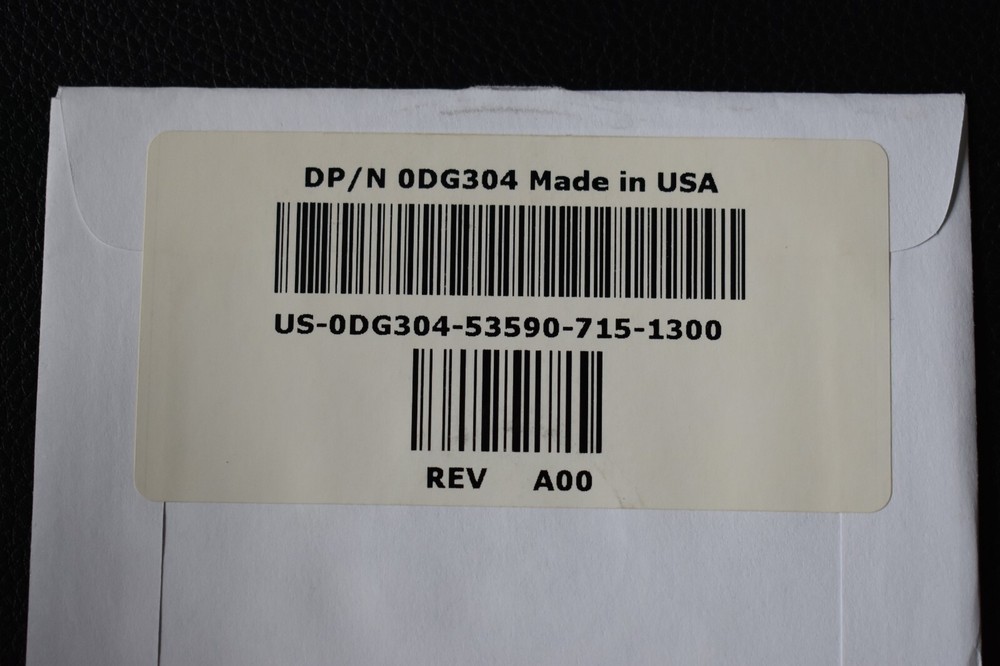 DP/N 0DG304 Made in USA
US-0DG304-53590-715-1300
REV A00